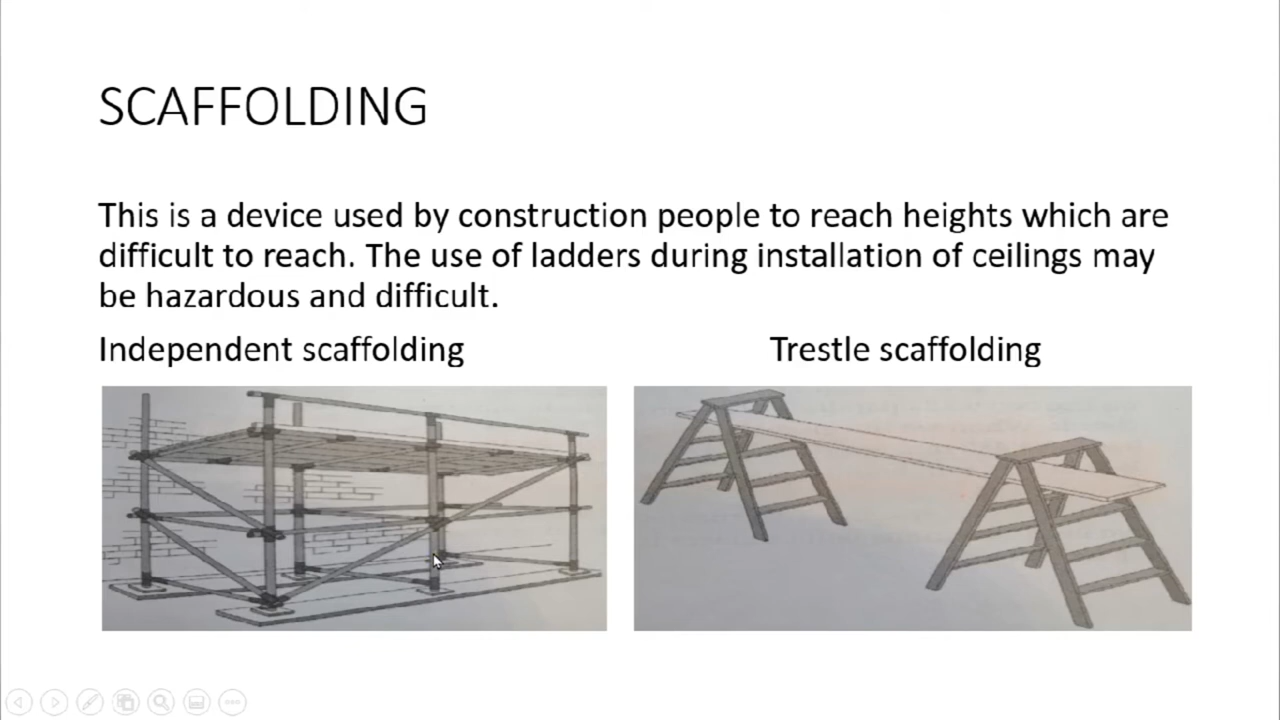 SCAFFOLDING
This is a device used by construction people to reach heights which are
difficult to reach. The use of ladders during installation of ceilings may
be hazardous and difficult.
Independent scaffolding
Trestle scaffolding